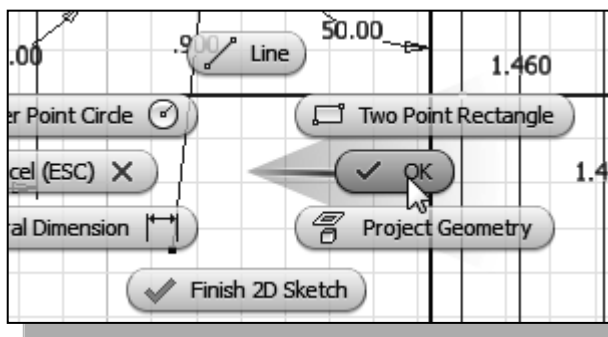 .00
50.00
Line
1.460
er Point Circle
Two Point Rectangle
cel (ESC)
OK
1.4
ral Dimension
Project Geometry
Finish 2D Sketch